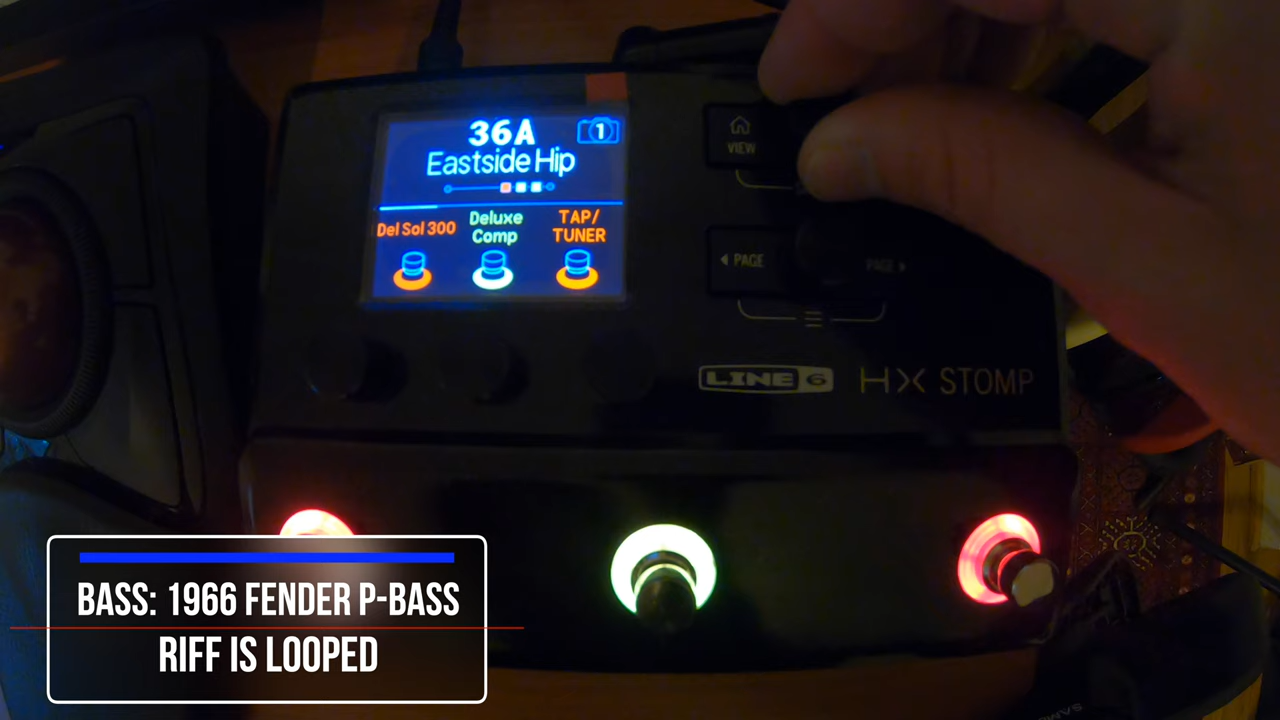 36A
1
Eastside Hip
Del Sol 300
Deluxe
Comp
TAP/
TUNER
VIEW
PAGE
PAGE
LINE 6
HX STOMP
BASS: 1966 FENDER P-BASS
RIFF IS LOOPED